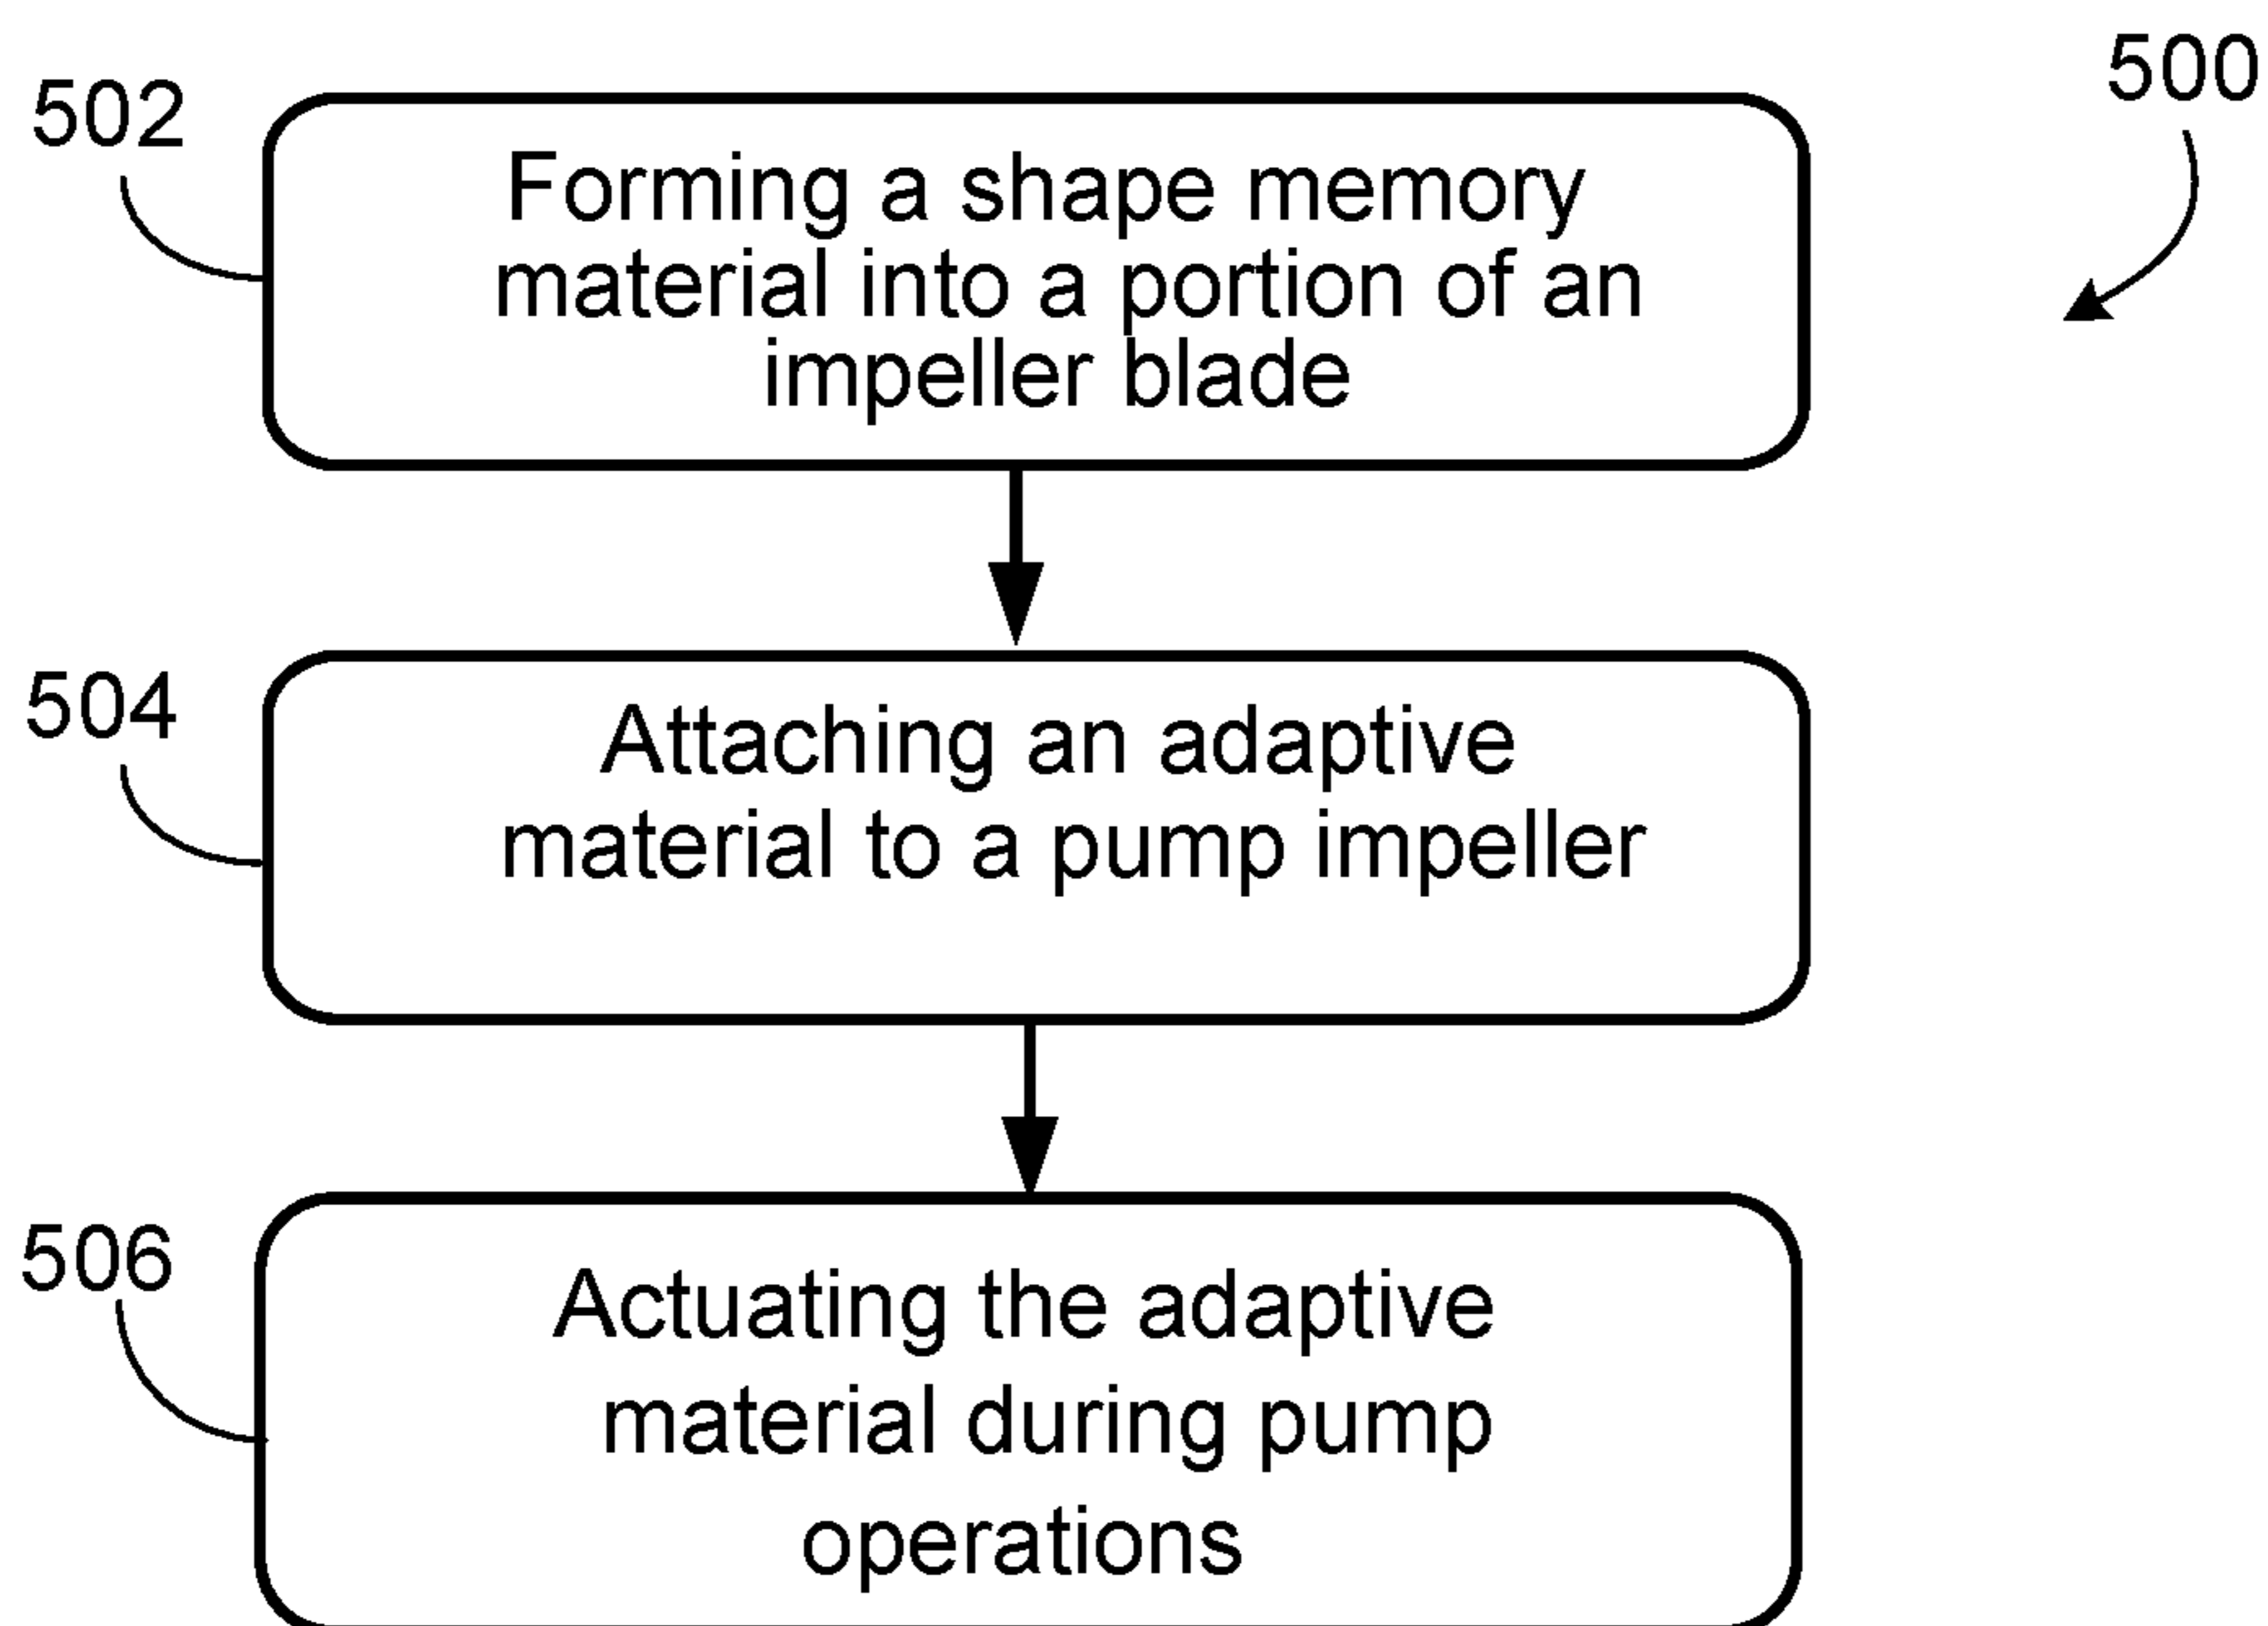 500
502
Forming a shape memory
material into a portion of an
impeller blade
504
Attaching an adaptive
material to a pump impeller
506
Actuating the adaptive
material during pump
operations